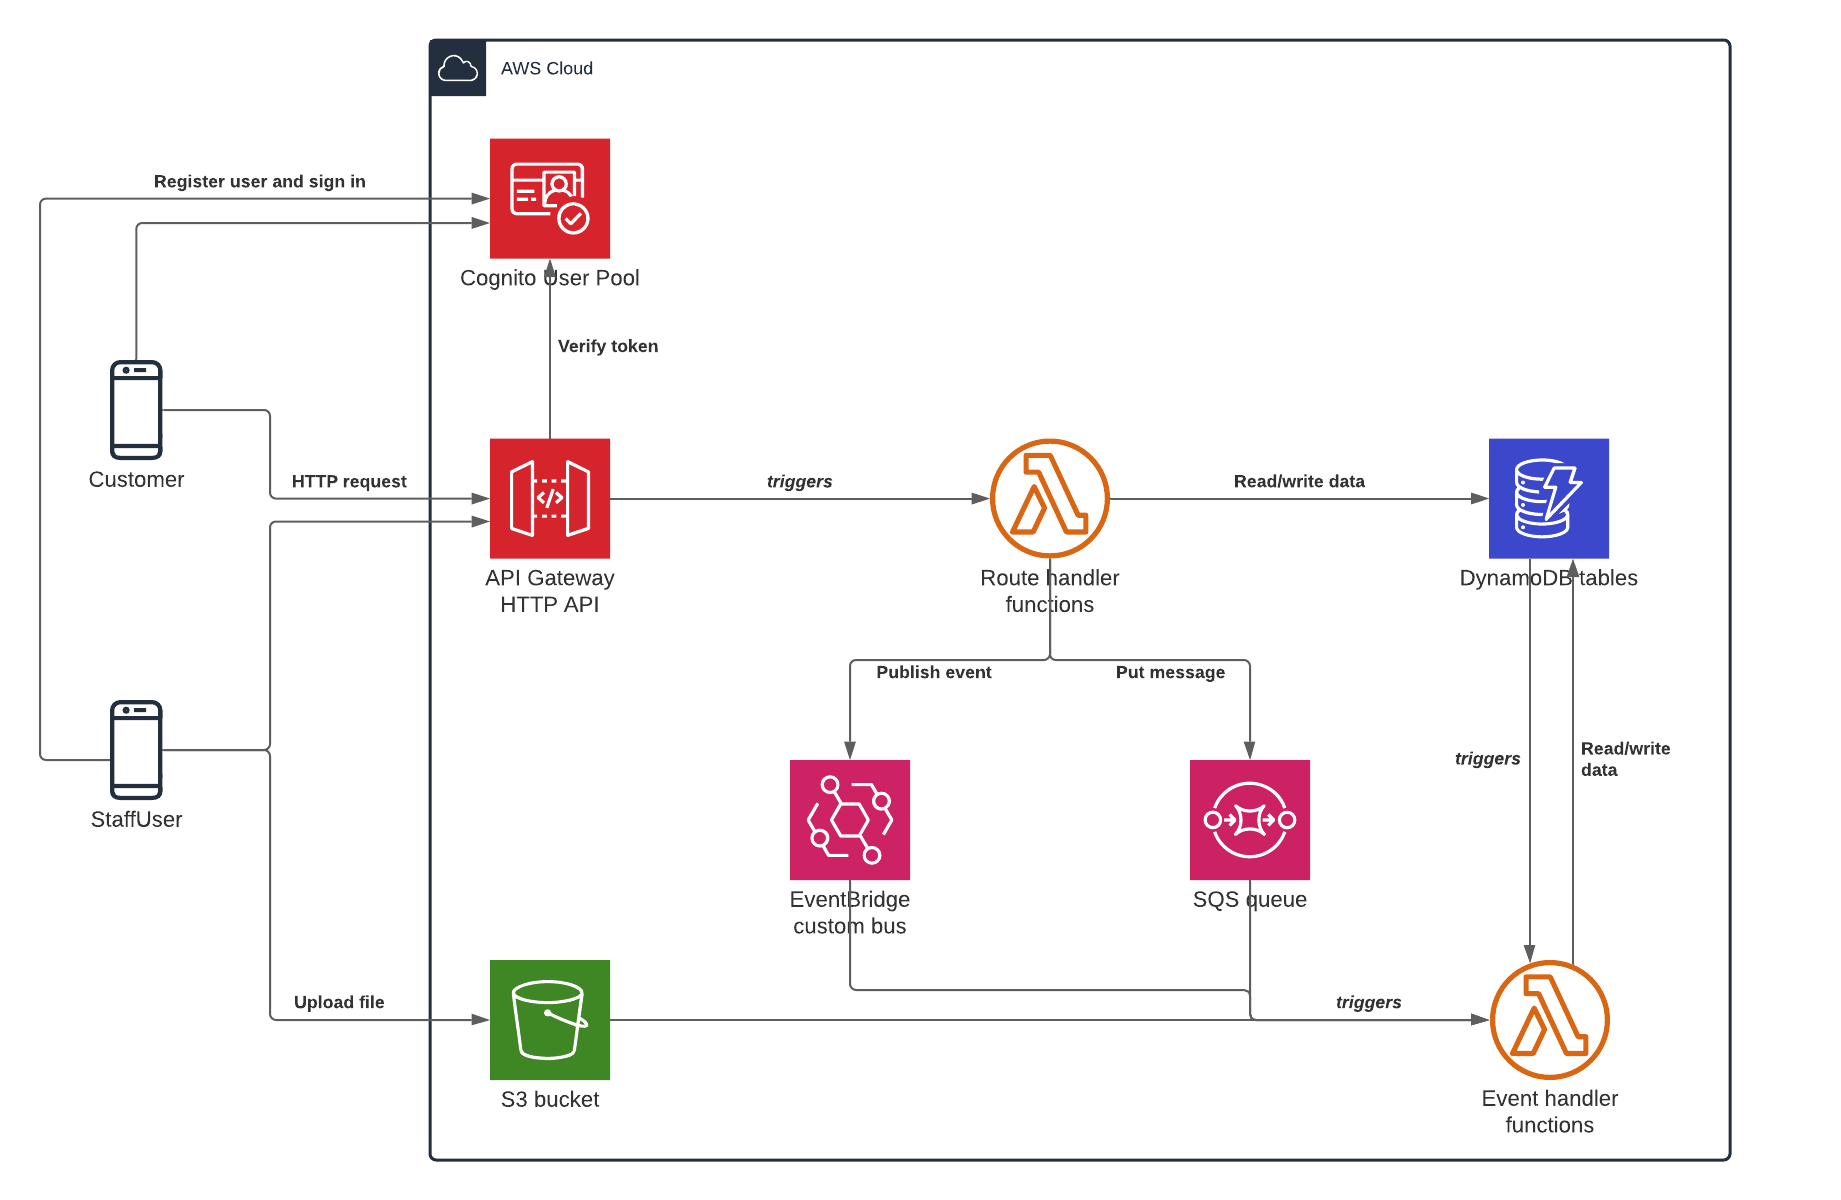 AWS Cloud
Register user and sign in
Cognito User Pool
Verify token
Customer
HTTP request
triggers
Read/write data
API Gateway
HTTP API
Route handler
functions
DynamoDB tables
Publish event
Put message
triggers
Read/write
data
StaffUser
EventBridge
custom bus
SQS queue
Upload file
triggers
S3 bucket
Event handler
functions